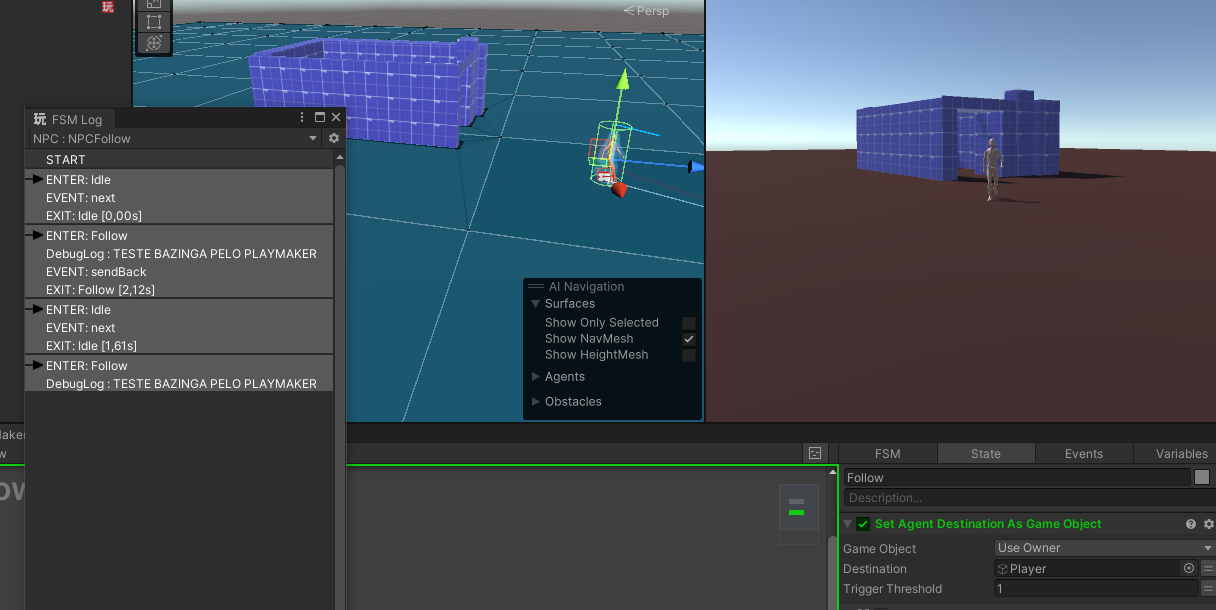 玩
Persp
玩 FSM Log
NPC : NPCFollow
START
ENTER: Idle
EVENT: next
EXIT: Idle [0,00s]
ENTER: Follow
DebugLog : TESTE BAZINGA PELO PLAYMAKER
EVENT: sendBack
EXIT: Follow [2,12s]
ENTER: Idle
EVENT: next
EXIT: Idle [1,61s]
ENTER: Follow
DebugLog : TESTE BAZINGA PELO PLAYMAKER
AI Navigation
Surfaces
Show Only Selected
Show NavMesh
Show HeightMesh
Agents
Obstacles
FSM State Events Variables
Follow
Description...
Set Agent Destination As Game Object
Game Object Use Owner
Destination Player
Trigger Threshold 1